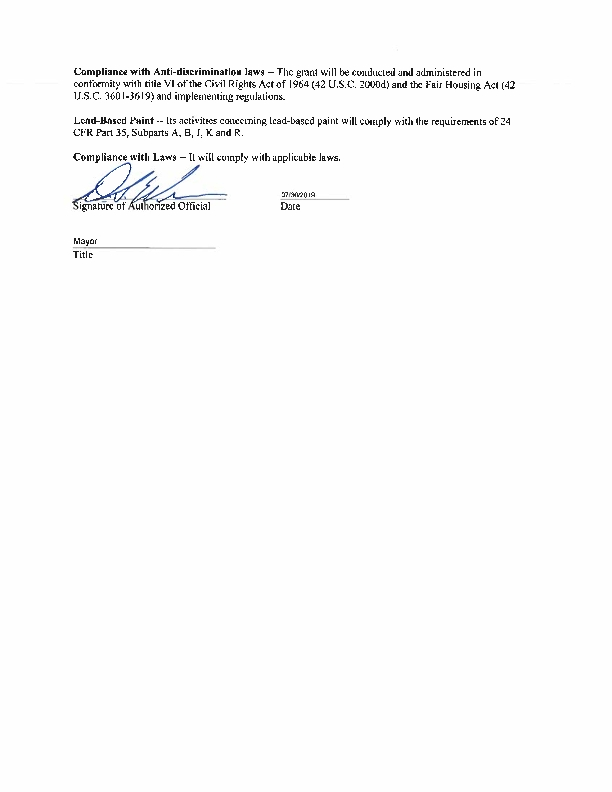 Compliance with Anti-discrimination laws -- The grant will be conducted and administered in
conformity with title VI of the Civil Rights Act of 1964 (42 U.S.C. 2000d) and the Fair Housing Act (42
U.S.C. 3601-3619) and implementing regulations.
Lead-Based Paint -- Its activities concerning lead-based paint will comply with the requirements of 24
CFR Part 35, Subparts A, B, J, K and R.
Compliance with Laws -- It will comply with applicable laws.
07/30/2019
Signature of Authorized Official Date
Mayor
Title